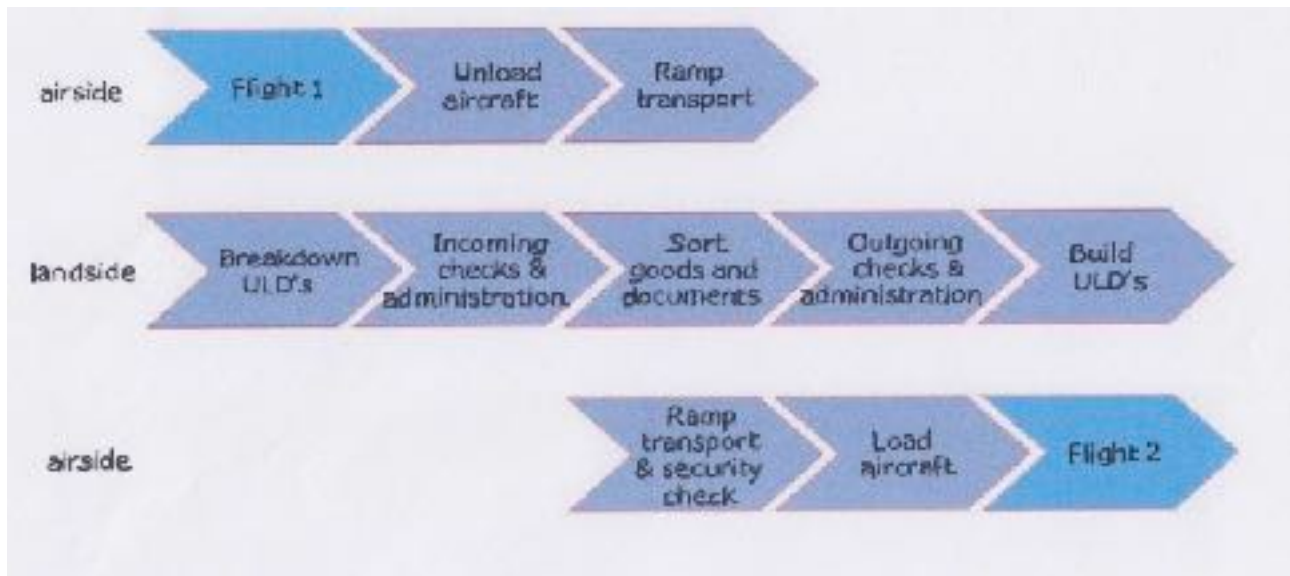 airside
Flight 1
Unload
aircraft
Ramp
transport
landside
Breakdown
ULD's
Incoming
checks &
administration
Sort
goods and
documents
Outgoing
checks &
administration
Build
ULD's
airside
Ramp
transport
& security
check
Load
aircraft
Flight 2